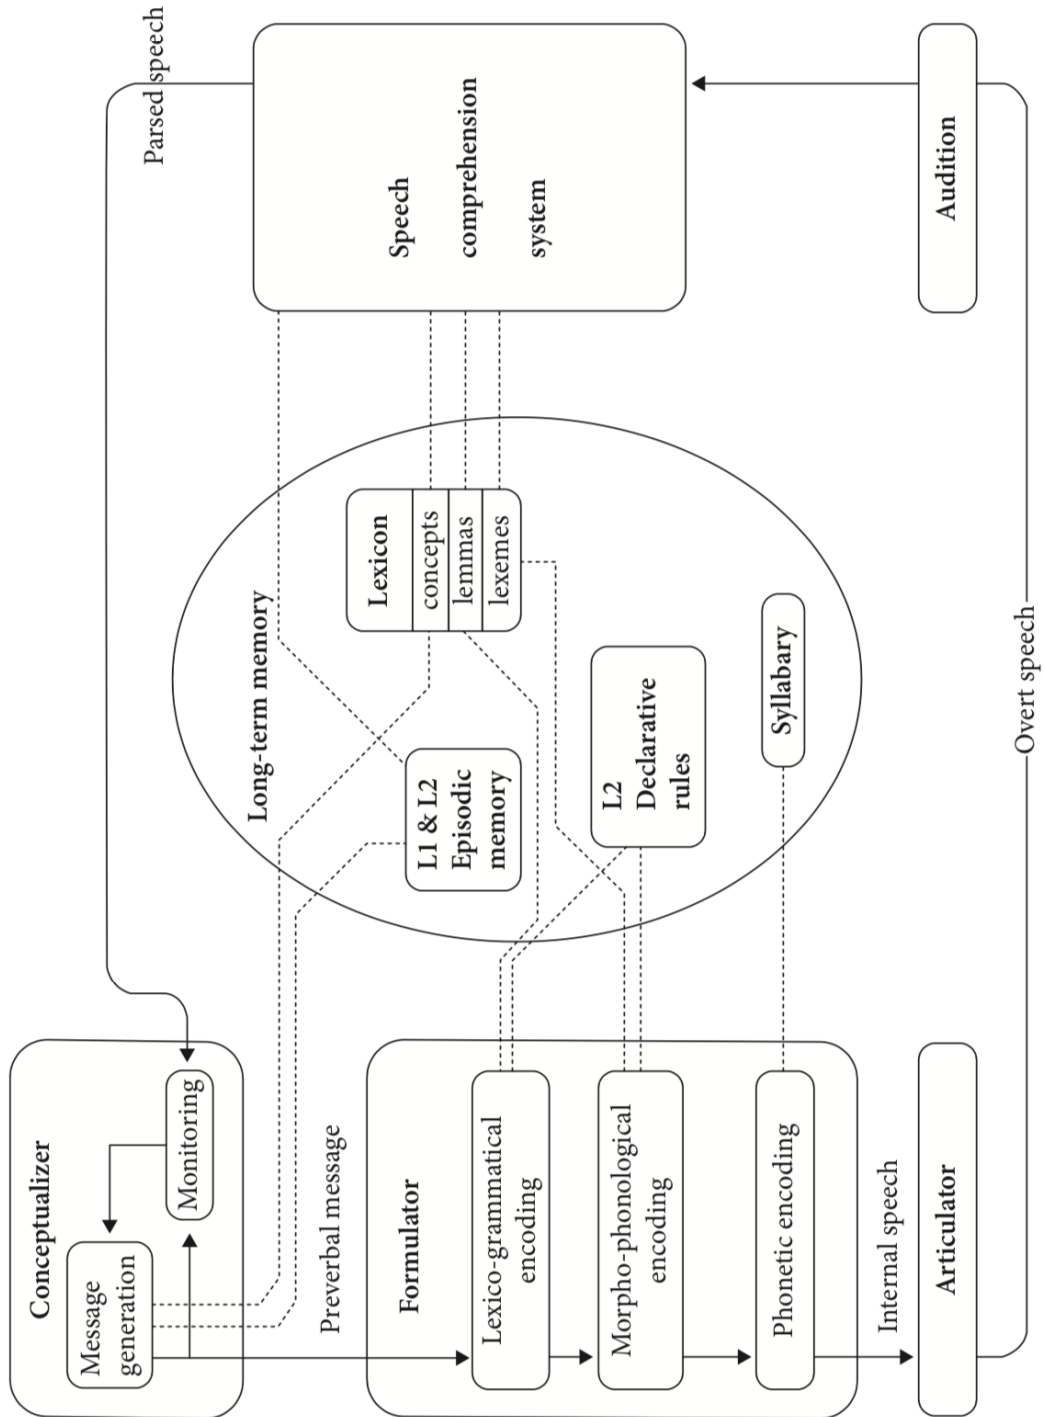 Conceptualizer
Message
generation
Monitoring
Parsed speech
Preverbal message
Long-term memory
Speech
comprehension
system
Lexicon
concepts
lemmas
lexemes
L1 & L2
Episodic
memory
Formulator
Lexico-grammatical
encoding
Morpho-phonological
encoding
L2
Declarative
rules
Phonetic encoding
Syllabary
Internal speech
Articulator
Audition
Overt speech